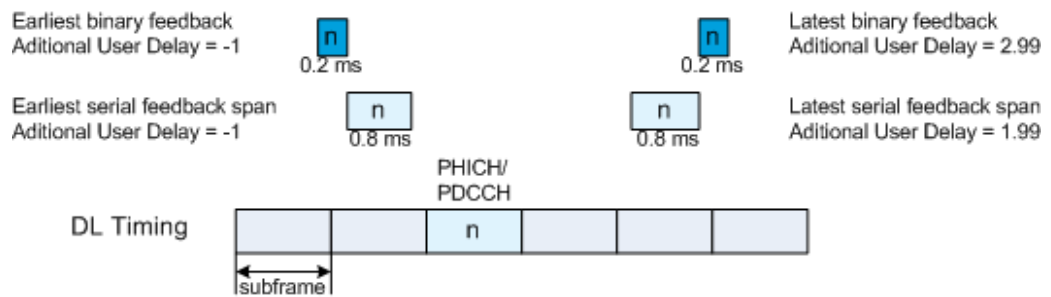 Earliest binary feedback
Aditional User Delay = -1
n
0.2 ms
n
0.2 ms
Latest binary feedback
Aditional User Delay = 2.99
Earliest serial feedback span
Aditional User Delay = -1
n
0.8 ms
n
0.8 ms
Latest serial feedback span
Aditional User Delay = 1.99
PHICH/
PDCCH
DL Timing
n
subframe